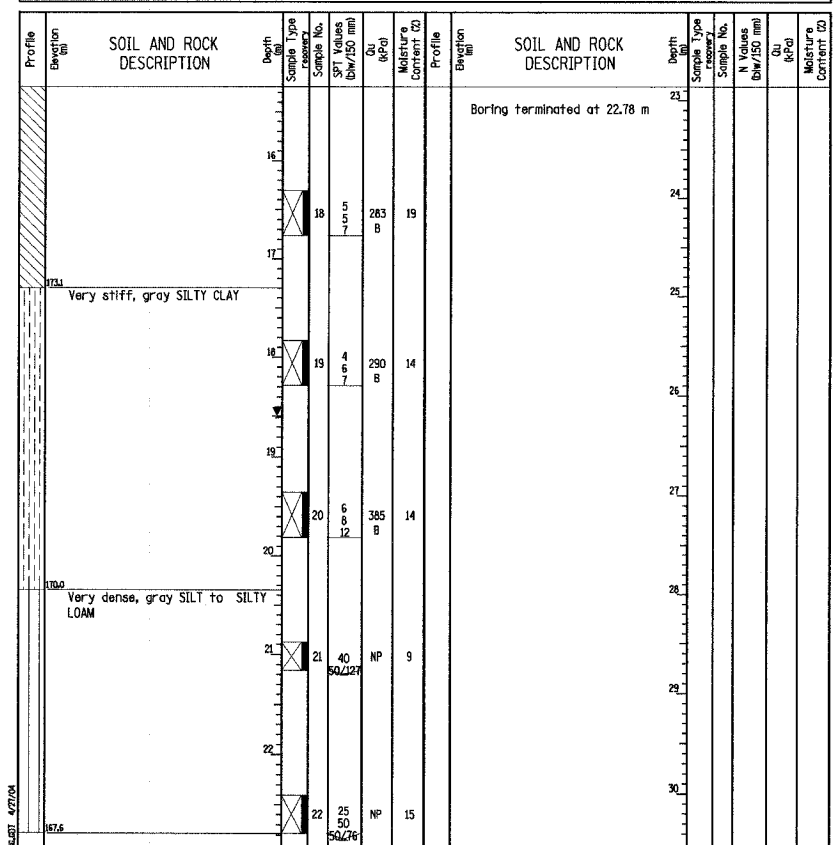 Profile
Elevation (m)
SOIL AND ROCK
DESCRIPTION
Depth (m)
Sample Type
recovery
Sample No.
SPT Values
(blw/150 mm)
Qu
(kPa)
Moisture
Content (%)
Profile
Elevation (m)
SOIL AND ROCK
DESCRIPTION
Depth (m)
Sample Type
recovery
Sample No.
N Values
(blw/150 mm)
Qu
(kPa)
Moisture
Content (%)
16
18
5
5
7
283
B
19
17
173.1
Very stiff, gray SILTY CLAY
18
19
4
6
7
290
B
14
19
20
6
8
12
385
B
14
20
170.0
Very dense, gray SILT to SILTY
LOAM
21
21
40
50/127
NP
9
22
22
25
50
50/76
NP
15
167.6
4/27/04
23
Boring terminated at 22.78 m
24
25
26
27
28
29
30